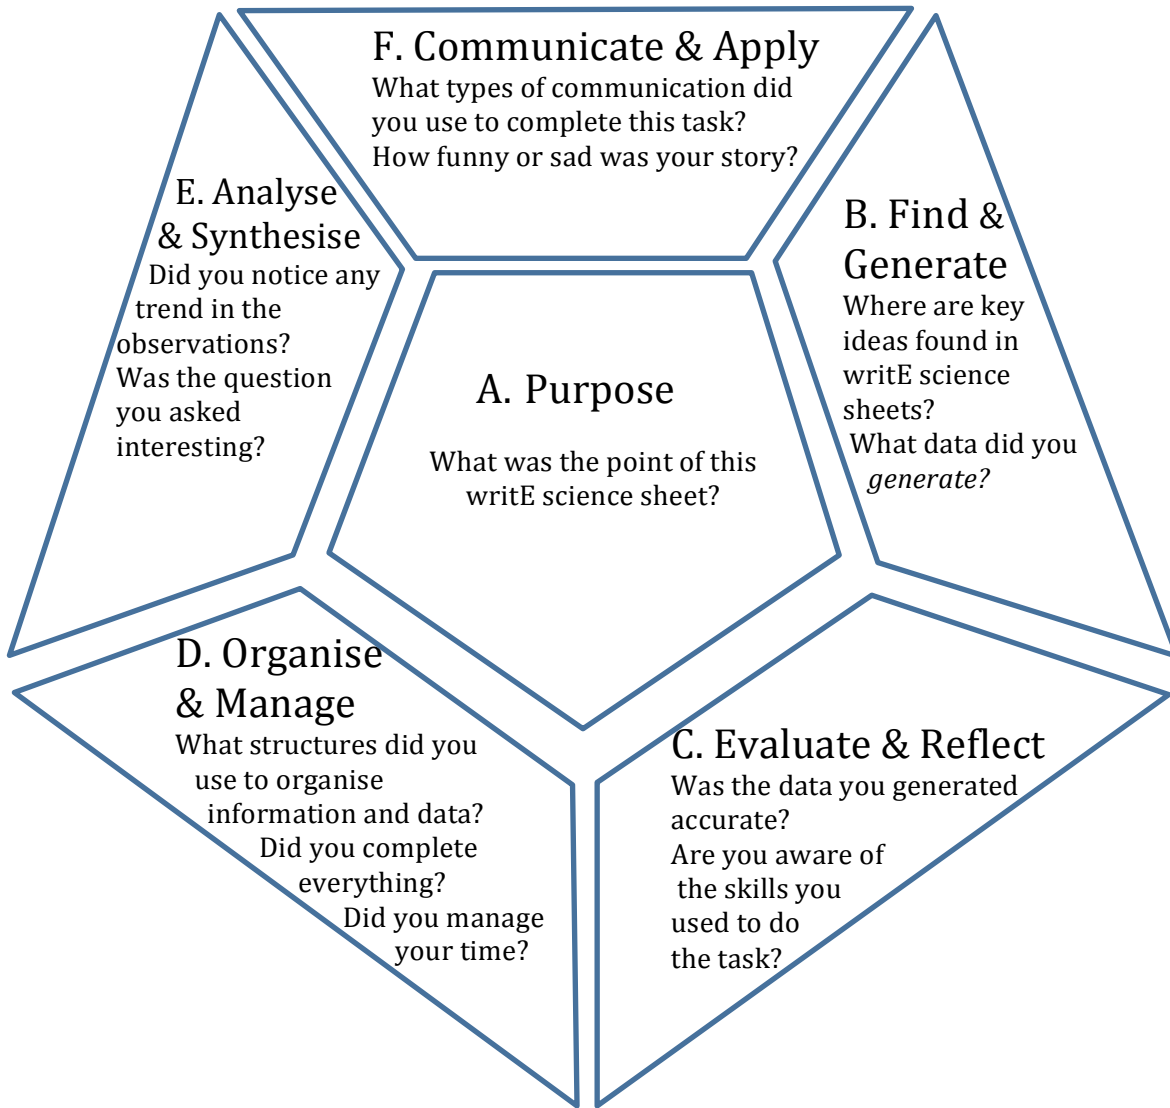 F. Communicate & Apply
What types of communication did
you use to complete this task?
How funny or sad was your story?
E. Analyse
& Synthesise
Did you notice any
trend in the
observations?
Was the question
you asked
interesting?
B. Find &
Generate
Where are key
ideas found in
writE science
sheets?
What data did you
generate?
A. Purpose
What was the point of this
writE science sheet?
D. Organise
& Manage
What structures did you
use to organise
information and data?
Did you complete
everything?
Did you manage
your time?
C. Evaluate & Reflect
Was the data you generated
accurate?
Are you aware of
the skills you
used to do
the task?